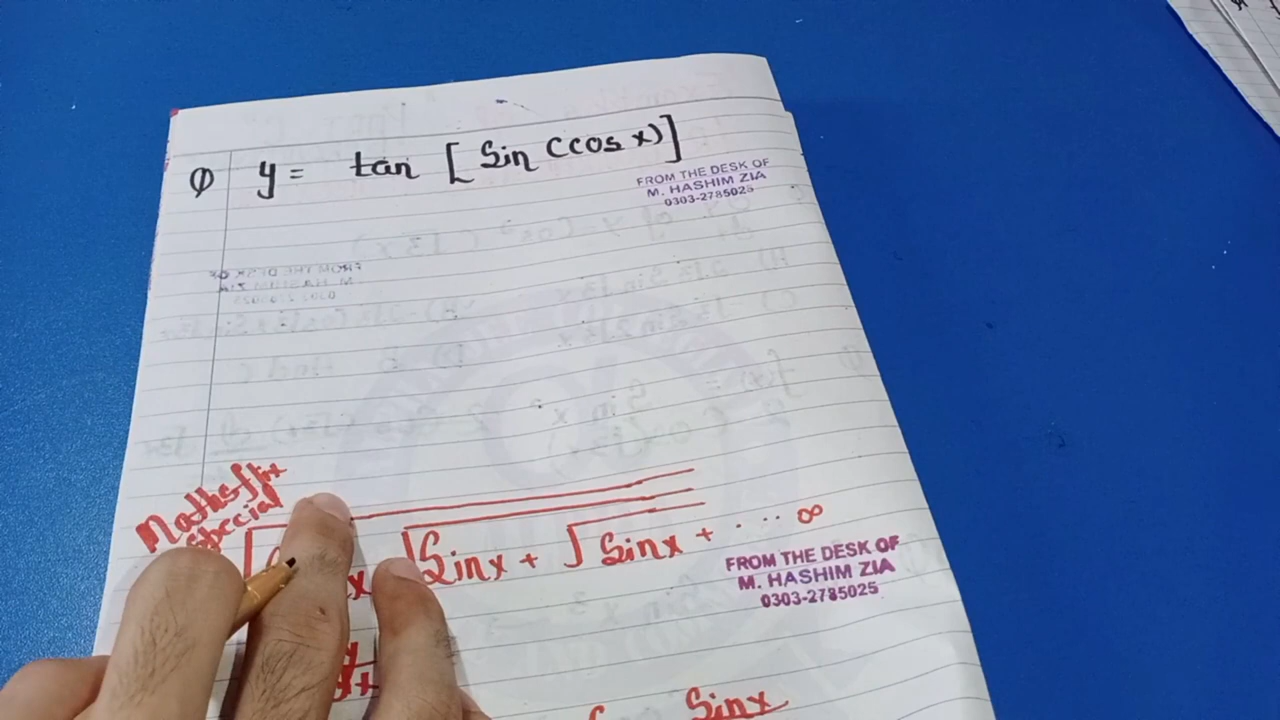 Q y = tan [ Sin (cos x)]
FROM THE DESK OF
M. HASHIM ZIA
0303-2785025
Mathsflix
Special
x √Sinx + √Sinx + .... ∞
FROM THE DESK OF
M. HASHIM ZIA
0303-2785025
Sinx